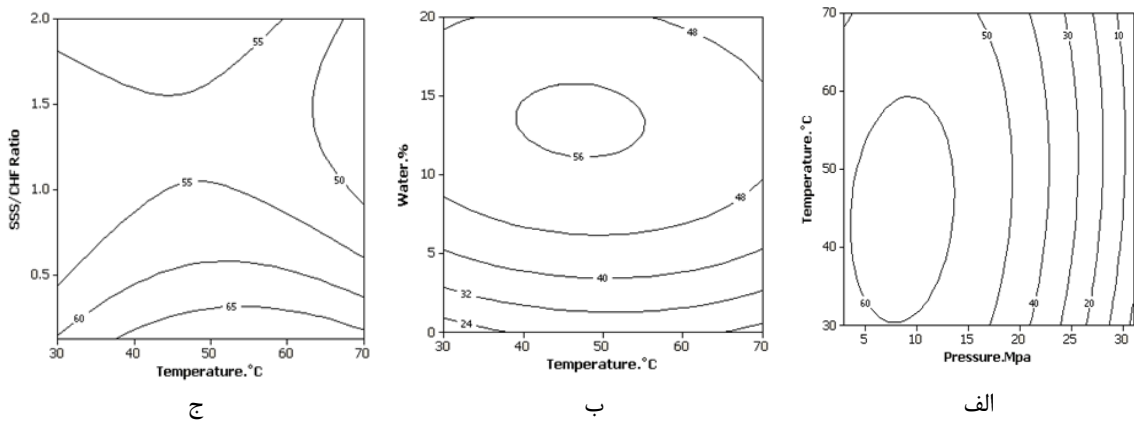 2.0
1.5
1.0
0.5
SSS/CHF Ratio
55
50
55
60
65
30 40 50 60 70
Temperature.°C
ج
20
15
10
5
0
Water.%
48
56
48
40
32
24
30 40 50 60 70
Temperature.°C
ب
70
60
50
40
30
Temperature.°C
50 30 10
60 40 20
5 10 15 20 25 30
Pressure.Mpa
الف